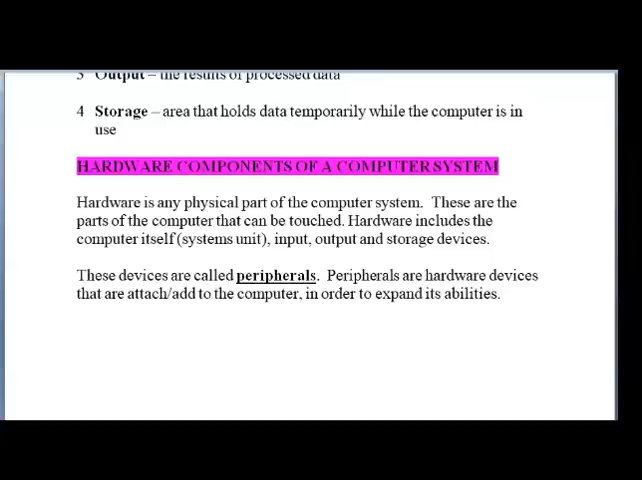 3 Output – the results of processed data
4 Storage – area that holds data temporarily while the computer is in
use
HARDWARE COMPONENTS OF A COMPUTER SYSTEM
Hardware is any physical part of the computer system. These are the
parts of the computer that can be touched. Hardware includes the
computer itself (systems unit), input, output and storage devices.
These devices are called peripherals. Peripherals are hardware devices
that are attach/add to the computer, in order to expand its abilities.